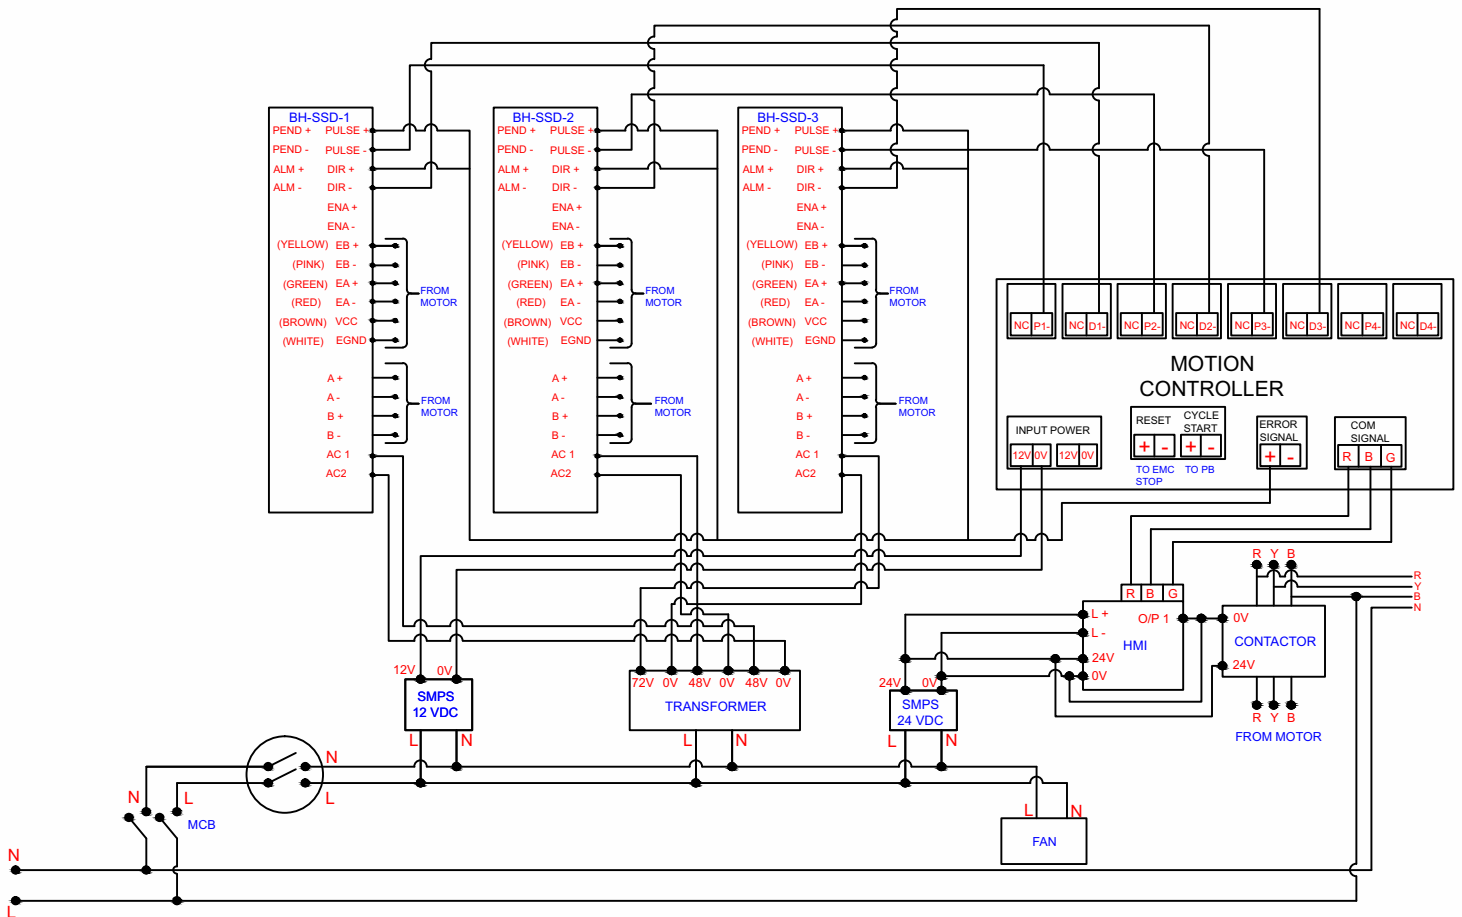 BH-SSD-1
PEND + PULSE +
PEND - PULSE -
ALM + DIR +
ALM - DIR -
ENA +
ENA -
(YELLOW) EB +
(PINK) EB -
(GREEN) EA +
(RED) EA -
(BROWN) VCC
(WHITE) EGND
A +
A -
B +
B -
AC 1
AC2
FROM
MOTOR
FROM
MOTOR
BH-SSD-2
PEND + PULSE +
PEND - PULSE -
ALM + DIR +
ALM - DIR -
ENA +
ENA -
(YELLOW) EB +
(PINK) EB -
(GREEN) EA +
(RED) EA -
(BROWN) VCC
(WHITE) EGND
A +
A -
B +
B -
AC 1
AC2
FROM
MOTOR
FROM
MOTOR
BH-SSD-3
PEND + PULSE +
PEND - PULSE -
ALM + DIR +
ALM - DIR -
ENA +
ENA -
(YELLOW) EB +
(PINK) EB -
(GREEN) EA +
(RED) EA -
(BROWN) VCC
(WHITE) EGND
A +
A -
B +
B -
AC 1
AC2
FROM
MOTOR
FROM
MOTOR
NC P1- NC D1- NC P2- NC D2- NC P3- NC D3- NC P4- NC D4-
MOTION
CONTROLLER
INPUT POWER
12V 0V 12V 0V
RESET
+ -
TO EMC
STOP
CYCLE
START
+ -
TO PB
ERROR
SIGNAL
+ -
COM
SIGNAL
R B G
R Y B
R
Y
B
N
R B G
L +
O/P 1
L -
HMI
24V
0V
0V
CONTACTOR
24V
R Y B
FROM MOTOR
12V 0V
SMPS
12 VDC
L N
72V 0V 48V 0V 48V 0V
TRANSFORMER
L N
24V 0V
SMPS
24 VDC
L N
N
L
N L
MCB
L N
FAN
N
L